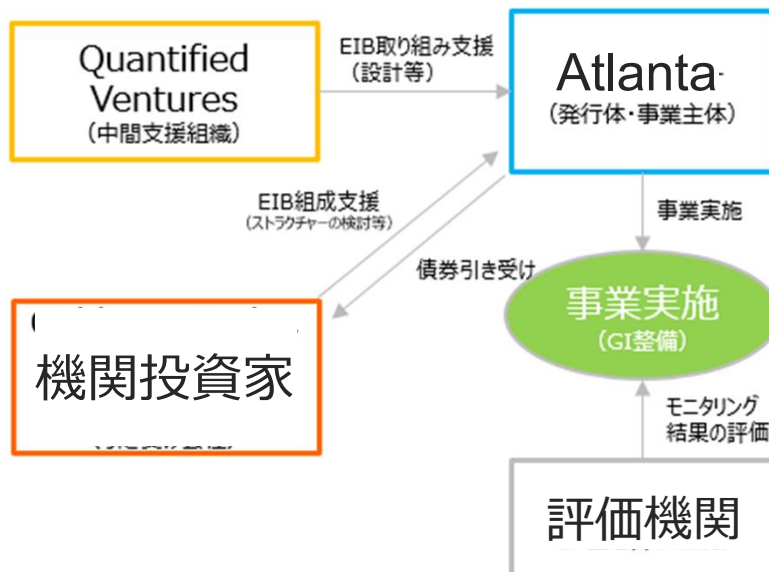 Quantified
Ventures
（中間支援組織）
EIB取り組み支援
（設計等）
Atlanta
（発行体・事業主体）
EIB組成支援
（ストラクチャーの検討等）
事業実施
債券引き受け
事業実施
（GI整備）
機関投資家
モニタリング
結果の評価
評価機関